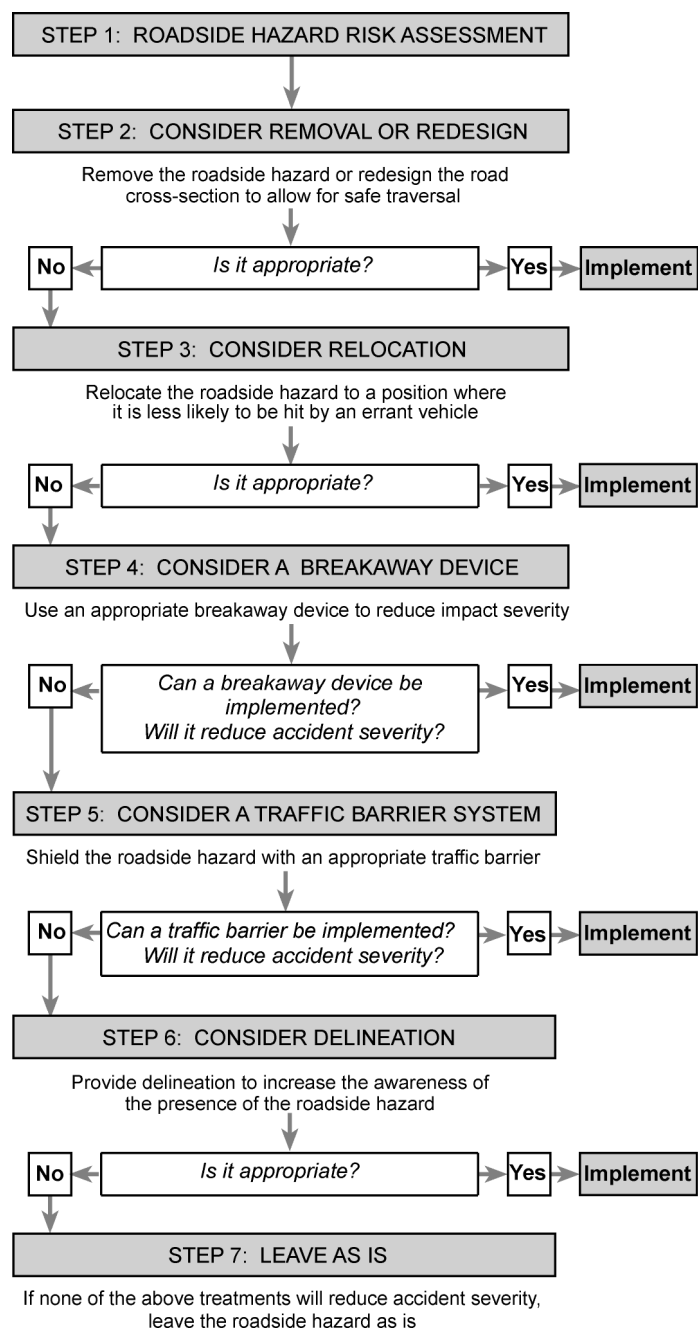 STEP 1: ROADSIDE HAZARD RISK ASSESSMENT
STEP 2: CONSIDER REMOVAL OR REDESIGN
Remove the roadside hazard or redesign the road
cross-section to allow for safe traversal
No
Is it appropriate?
Yes
Implement
STEP 3: CONSIDER RELOCATION
Relocate the roadside hazard to a position where
it is less likely to be hit by an errant vehicle
No
Is it appropriate?
Yes
Implement
STEP 4: CONSIDER A BREAKAWAY DEVICE
Use an appropriate breakaway device to reduce impact severity
No
Can a breakaway device be
implemented?
Will it reduce accident severity?
Yes
Implement
STEP 5: CONSIDER A TRAFFIC BARRIER SYSTEM
Shield the roadside hazard with an appropriate traffic barrier
No
Can a traffic barrier be implemented?
Will it reduce accident severity?
Yes
Implement
STEP 6: CONSIDER DELINEATION
Provide delineation to increase the awareness of
the presence of the roadside hazard
No
Is it appropriate?
Yes
Implement
STEP 7: LEAVE AS IS
If none of the above treatments will reduce accident severity,
leave the roadside hazard as is